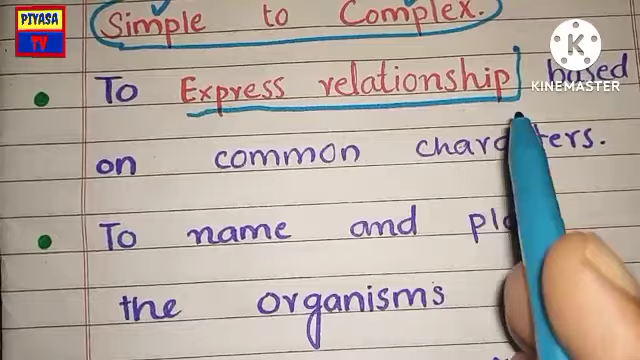 PIYASA
TV
Simple to Complex.
KINEMASTER
To Express relationship based
on common characters.
To name and
the organisms